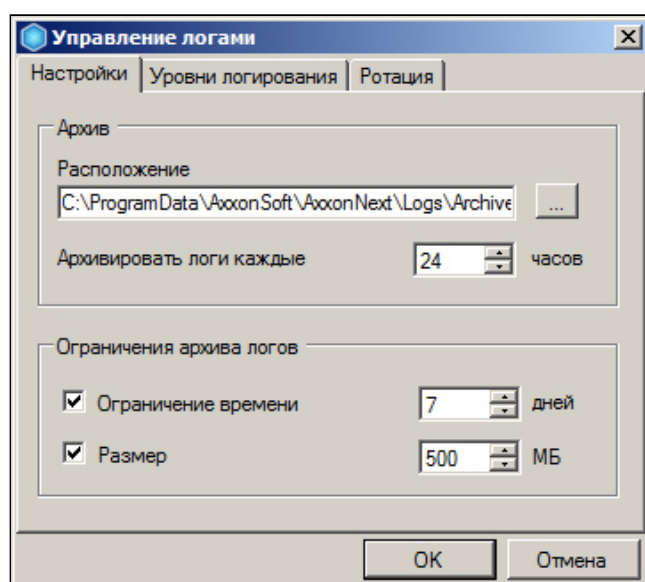 Управление логами
Настройки Уровни логирования Ротация
Архив
Расположение
C:\ProgramData\AxxonSoft\AxxonNext\Logs\Archive ...
Архивировать логи каждые 24 часов
Ограничения архива логов
Ограничение времени 7 дней
Размер 500 МБ
OK Отмена